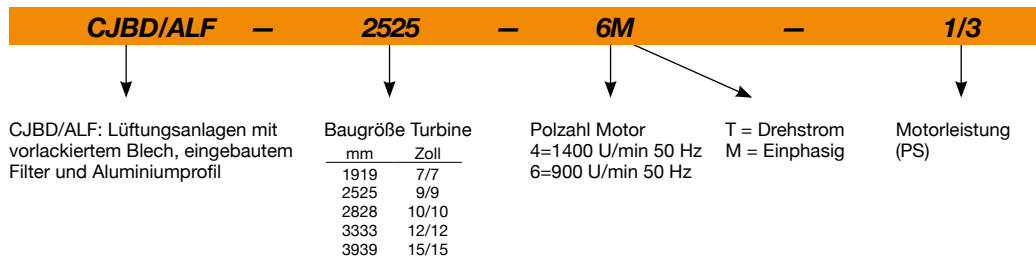 CJBD/ALF — 2525 — 6M — 1/3
CJBD/ALF: Lüftungsanlagen mit
vorlackiertem Blech, eingebautem
Filter und Aluminiumprofil
Baugröße Turbine
mm Zoll
1919 7/7
2525 9/9
2828 10/10
3333 12/12
3939 15/15
Polzahl Motor
4=1400 U/min 50 Hz
6=900 U/min 50 Hz
T = Drehstrom
M = Einphasig
Motorleistung
(PS)